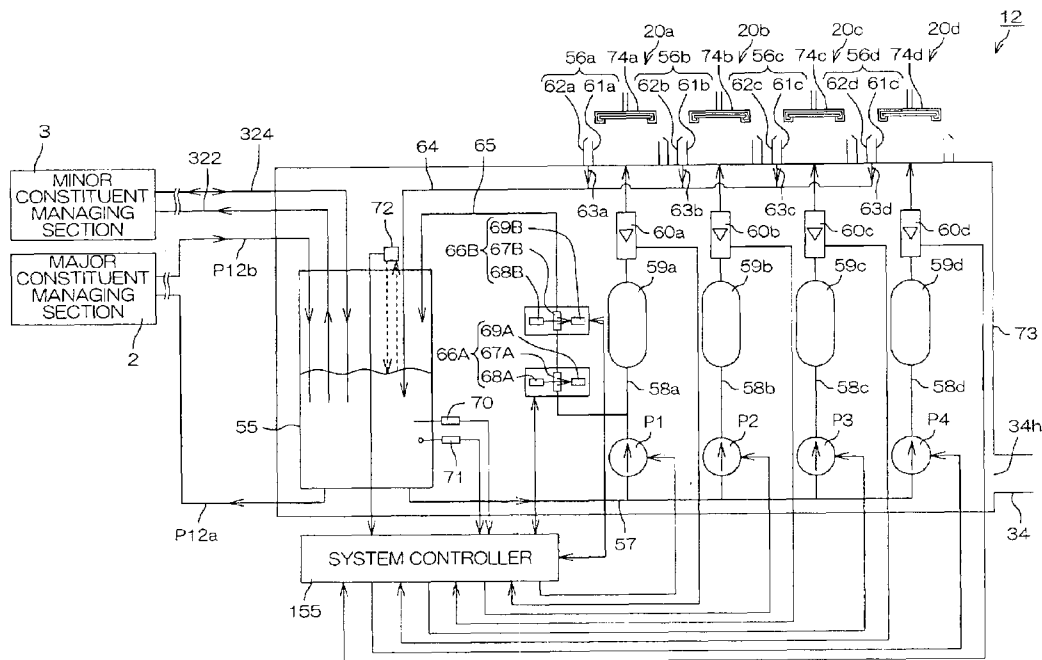 12
20a 20b 20c 20d
56a 74a 56b 74b 56c 74c 56d 74d
62a 61a 62b 61b 62c 61c 62d 61c
3
324
322
64
65
MINOR
CONSTITUENT
MANAGING
SECTION
72
63a 63b 63c 63d
P12b
69B
66B 67B
68B
60a 60b 60c 60d
MAJOR
CONSTITUENT
MANAGING
SECTION
59a 59b 59c 59d
2
69A
66A 67A
68A
73
58a 58b 58c 58d
55
70
71
P1 P2 P3 P4
34h
P12a
57
34
SYSTEM CONTROLLER
155